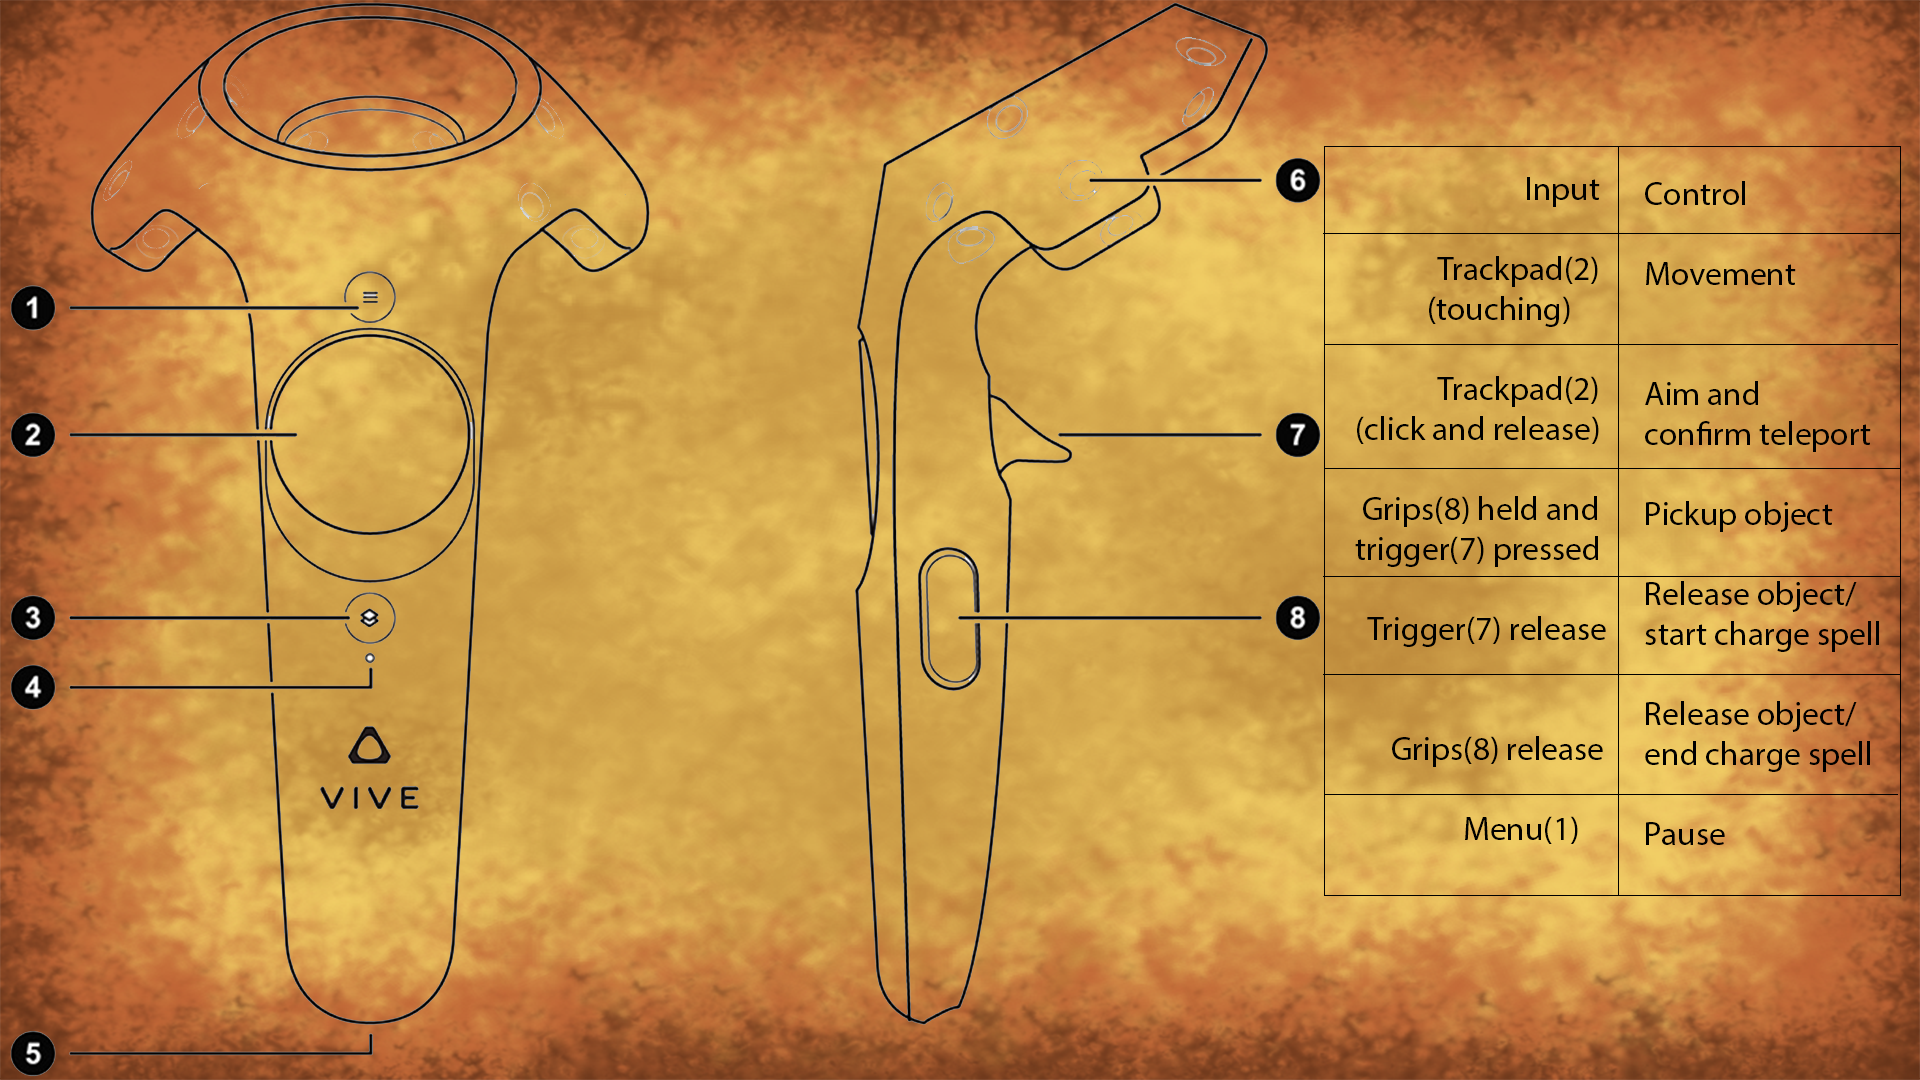 1
2
3
4
VIVE
5
6
7
8
Input
Control
Trackpad(2)
(touching)
Movement
Trackpad(2)
(click and release)
Aim and
confirm teleport
Grips(8) held and
trigger(7) pressed
Pickup object
Trigger(7) release
Release object/
start charge spell
Grips(8) release
Release object/
end charge spell
Menu(1)
Pause